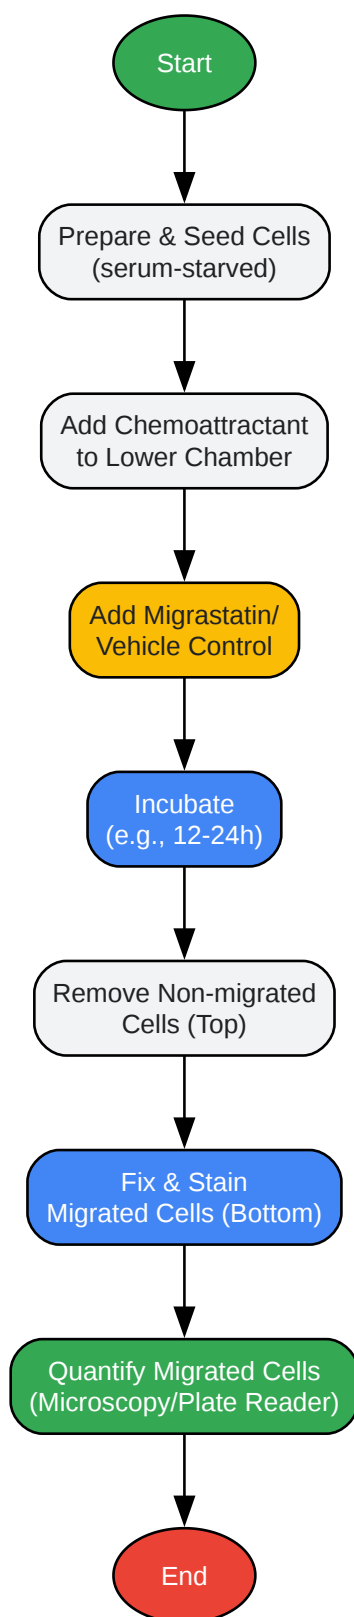 Start
Prepare & Seed Cells
(serum-starved)
Add Chemoattractant
to Lower Chamber
Add Migrastatin/
Vehicle Control
Incubate
(e.g., 12-24h)
Remove Non-migrated
Cells (Top)
Fix & Stain
Migrated Cells (Bottom)
Quantify Migrated Cells
(Microscopy/Plate Reader)
End